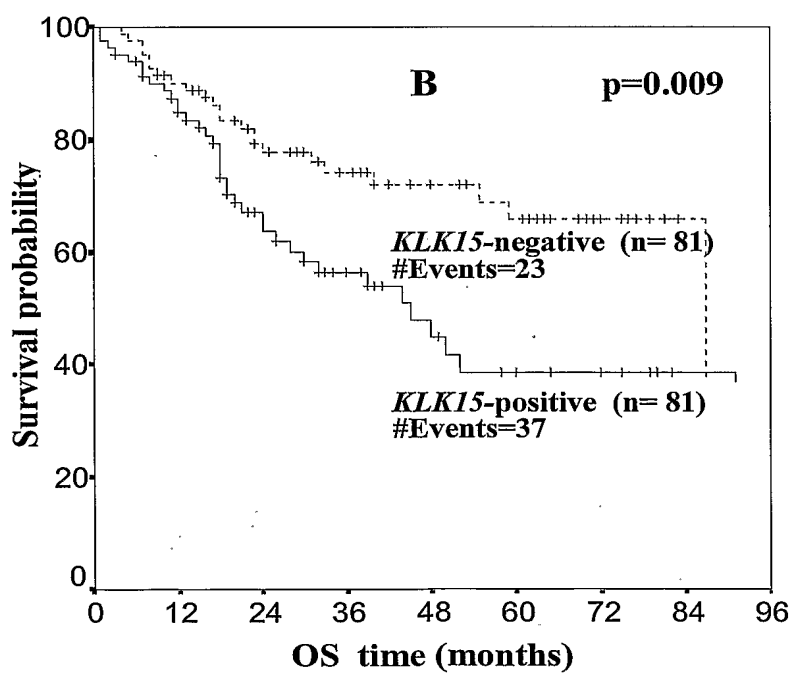 100
B
p=0.009
80
Survival probability
KLK15-negative (n= 81)
60
#Events=23
40
KLK15-positive (n= 81)
#Events=37
20
0
0 12 24 36 48 60 72 84 96
OS time (months)